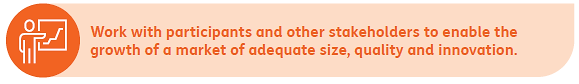 Work with participants and other stakeholders to enable the
growth of a market of adequate size, quality and innovation.